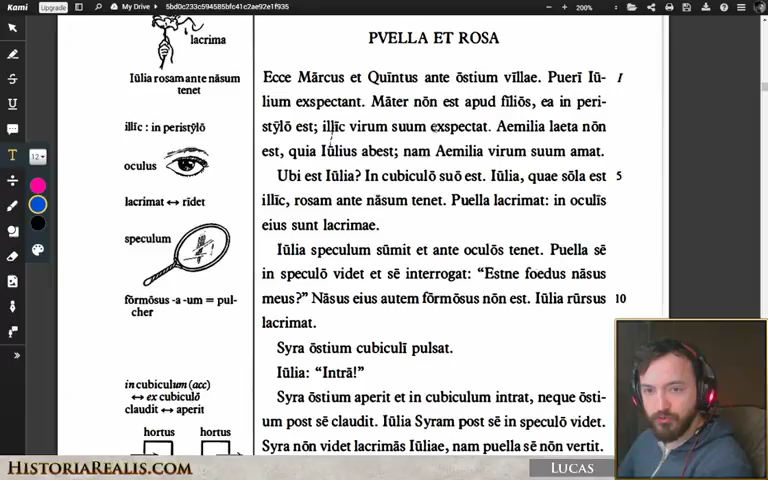 Kami Upgrade My Drive 5bd0c233c594585bfc41c2ae92e1f935 200%
lacrima
PVELLA ET ROSA
Iūlia rosam ante nāsum
tenet
illīc : in peristȳlō
oculus
lacrimat ↔ rīdet
speculum
fōrmōsus -a -um = pul-
cher
in cubiculum (acc)
↔ ex cubiculō
claudit ↔ aperit
hortus hortus
Ecce Mārcus et Quīntus ante ōstium vīllae. Puerī Iū- 1
lium exspectant. Māter nōn est apud fīliōs, ea in peri-
stȳlō est; illīc virum suum exspectat. Aemilia laeta nōn
est, quia Iūlius abest; nam Aemilia virum suum amat.
Ubi est Iūlia? In cubiculō suō est. Iūlia, quae sōla est 5
illīc, rosam ante nāsum tenet. Puella lacrimat: in oculīs
eius sunt lacrimae.
Iūlia speculum sūmit et ante oculōs tenet. Puella sē
in speculō videt et sē interrogat: “Estne foedus nāsus
meus?” Nāsus eius autem fōrmōsus nōn est. Iūlia rūrsus 10
lacrimat.
Syra ōstium cubiculī pulsat.
Iūlia: “Intrā!”
Syra ōstium aperit et in cubiculum intrat, neque ōsti-
um post sē claudit. Iūlia Syram post sē in speculō videt.
Syra nōn videt lacrimās Iūliae, nam puella sē nōn vertit.
T 12
HISTORIAREALIS.COM
LUCAS